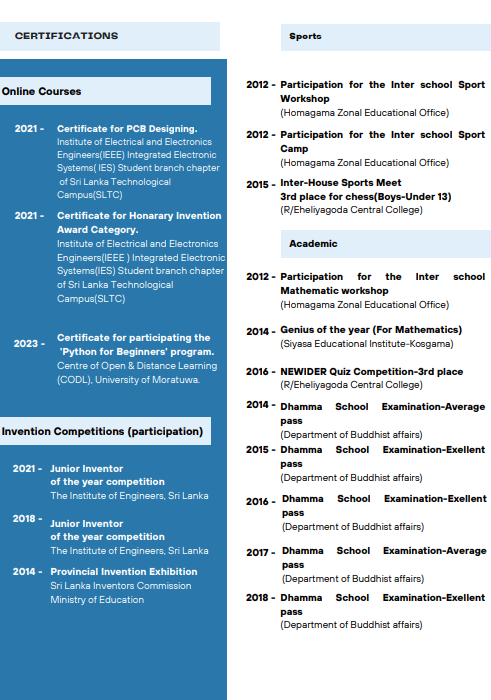 CERTIFICATIONS
Online Courses
2021 - Certificate for PCB Designing.
Institute of Electrical and Electronics
Engineers(IEEE) Integrated Electronic
Systems( IES) Student branch chapter
of Sri Lanka Technological
Campus(SLTC)
2021 - Certificate for Honarary Invention
Award Category.
Institute of Electrical and Electronics
Engineers(IEEE ) Integrated Electronic
Systems(IES) Student branch chapter
of Sri Lanka Technological
Campus(SLTC)
2023 - Certificate for participating the
'Python for Beginners' program.
Centre of Open & Distance Learning
(CODL), University of Moratuwa.
Invention Competitions (participation)
2021 - Junior Inventor
of the year competition
The Institute of Engineers, Sri Lanka
2018 - Junior Inventor
of the year competition
The Institute of Engineers, Sri Lanka
2014 - Provincial Invention Exhibition
Sri Lanka Inventors Commission
Ministry of Education
Sports
2012 - Participation for the Inter school Sport
Workshop
(Homagama Zonal Educational Office)
2012 - Participation for the Inter school Sport
Camp
(Homagama Zonal Educational Office)
2015 - Inter-House Sports Meet
3rd place for chess(Boys-Under 13)
(R/Eheliyagoda Central College)
Academic
2012 - Participation for the Inter school
Mathematic workshop
(Homagama Zonal Educational Office)
2014 - Genius of the year (For Mathematics)
(Siyasa Educational Institute-Kosgama)
2016 - NEWIDER Quiz Competition-3rd place
(R/Eheliyagoda Central College)
2014 - Dhamma School Examination-Average
pass
(Department of Buddhist affairs)
2015 - Dhamma School Examination-Exellent
pass
(Department of Buddhist affairs)
2016 - Dhamma School Examination-Exellent
pass
(Department of Buddhist affairs)
2017 - Dhamma School Examination-Average
pass
(Department of Buddhist affairs)
2018 - Dhamma School Examination-Exellent
pass
(Department of Buddhist affairs)